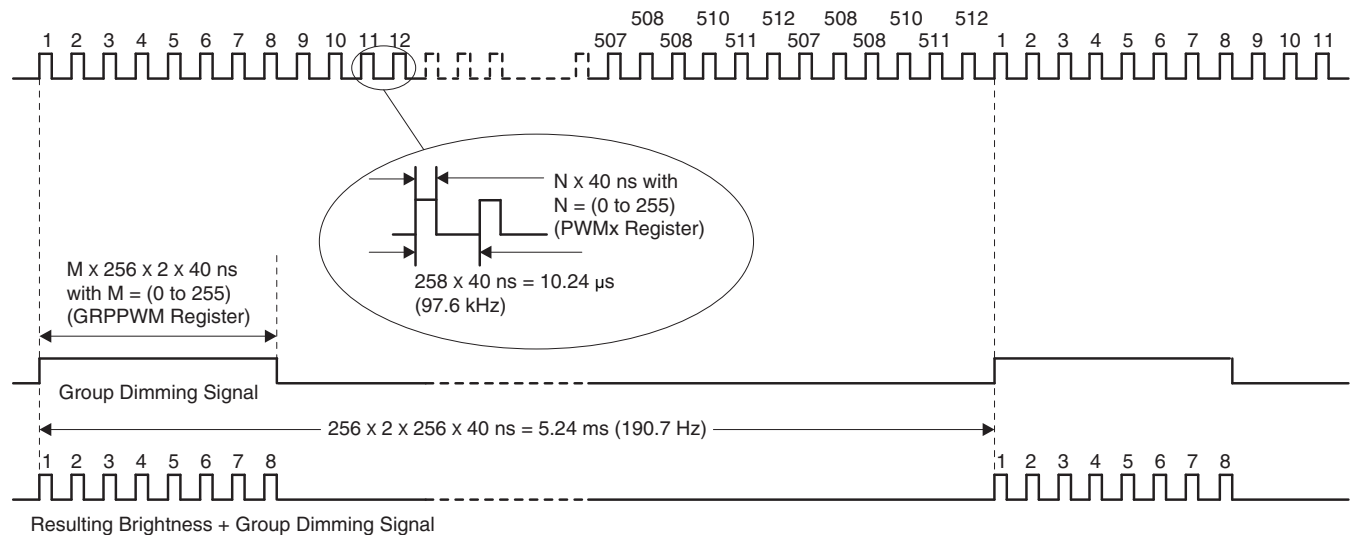 508 510 512 508 510 512
1 2 3 4 5 6 7 8 9 10 11 12 507 508 511 507 508 511 1 2 3 4 5 6 7 8 9 10 11
N x 40 ns with
N = (0 to 255)
(PWMx Register)
258 x 40 ns = 10.24 µs
(97.6 kHz)
M x 256 x 2 x 40 ns
with M = (0 to 255)
(GRPPWM Register)
Group Dimming Signal
256 x 2 x 256 x 40 ns = 5.24 ms (190.7 Hz)
1 2 3 4 5 6 7 8 1 2 3 4 5 6 7 8
Resulting Brightness + Group Dimming Signal